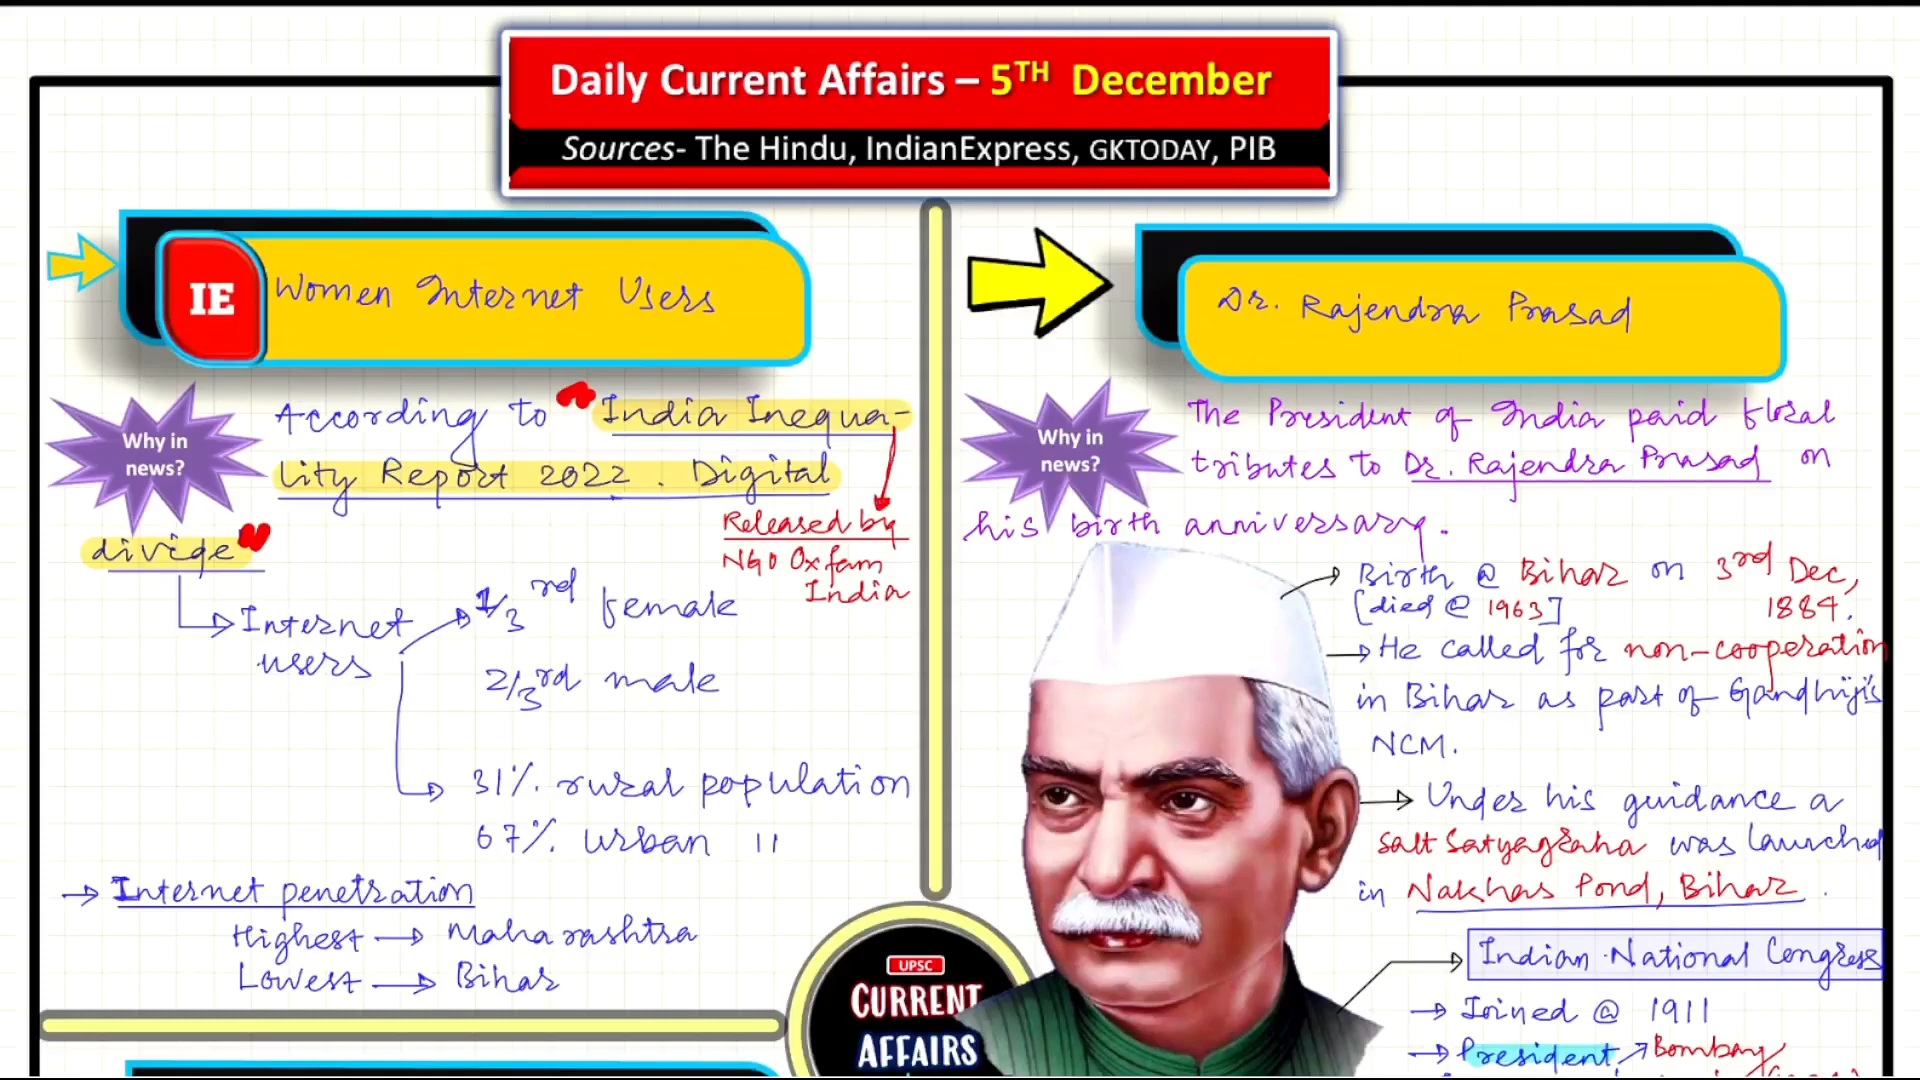 Daily Current Affairs – 5TH December
Sources- The Hindu, IndianExpress, GKTODAY, PIB
IE
Women Internet Users
Why in
news?
According to "India Inequa-
lity Report 2022. Digital
divide"
Released by
NGO Oxfam
India
Internet
users
1/3rd female
2/3rd male
31% rural population
67% urban "
→ Internet penetration
Highest → Maharashtra
Lowest → Bihar
Dr. Rajendra Prasad
Why in
news?
The President of India paid floral
tributes to Dr. Rajendra Prasad on
his birth anniversary.
→ Birth @ Bihar on 3rd Dec,
[died @ 1963] 1884.
→ He called for non-cooperation
in Bihar as part of Gandhiji's
NCM.
→ Under his guidance a
salt satyagraha was launched
in Nakhas Pond, Bihar.
→ Indian National Congress
→ Joined @ 1911
→ President Bombay
UPSC
CURRENT
AFFAIRS